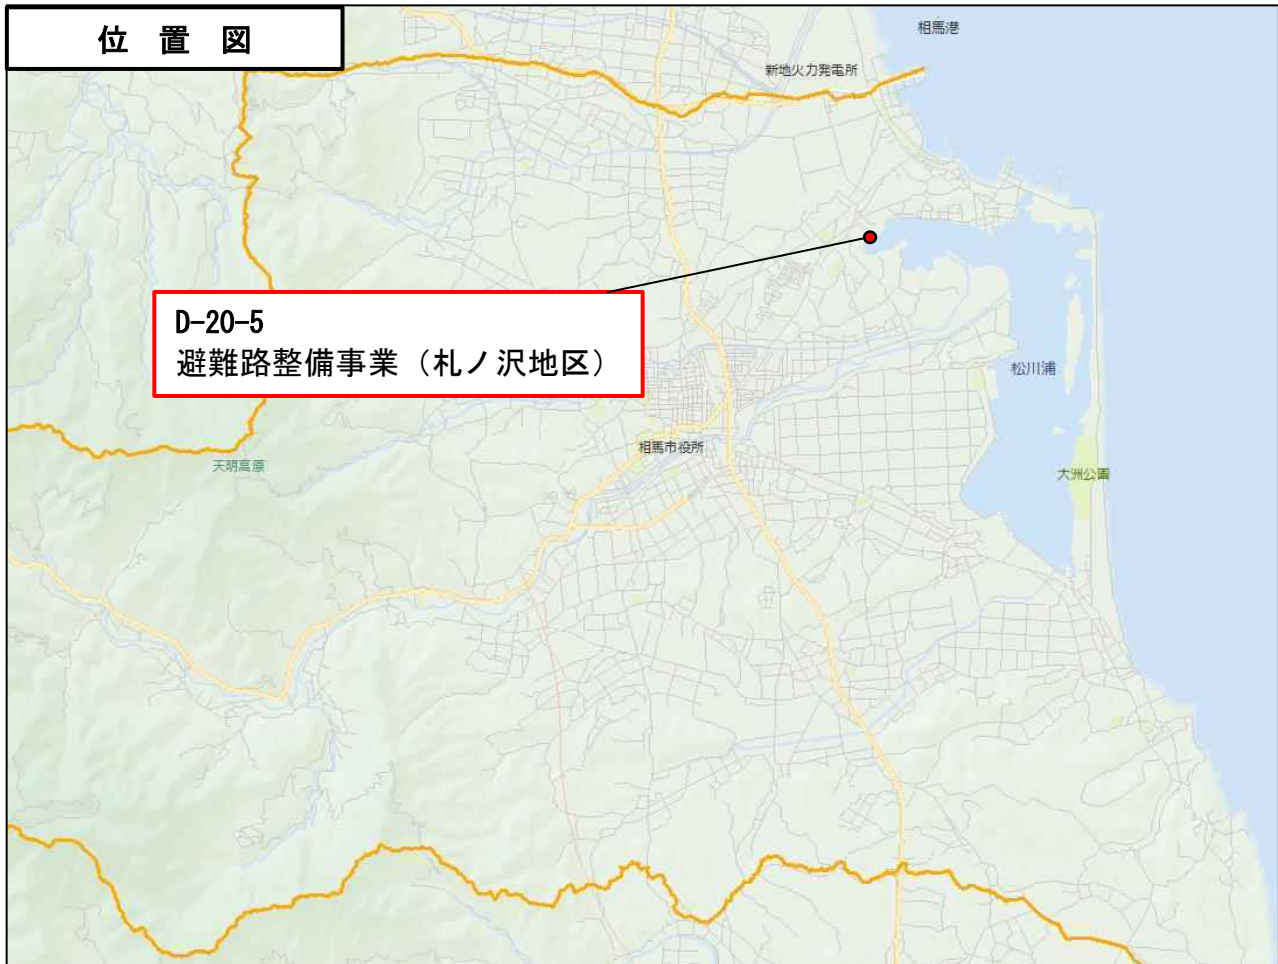 位 置 図
相馬港
新地火力発電所
D-20-5
避難路整備事業（札ノ沢地区）
松川浦
相馬市役所
天明高原
大洲公園